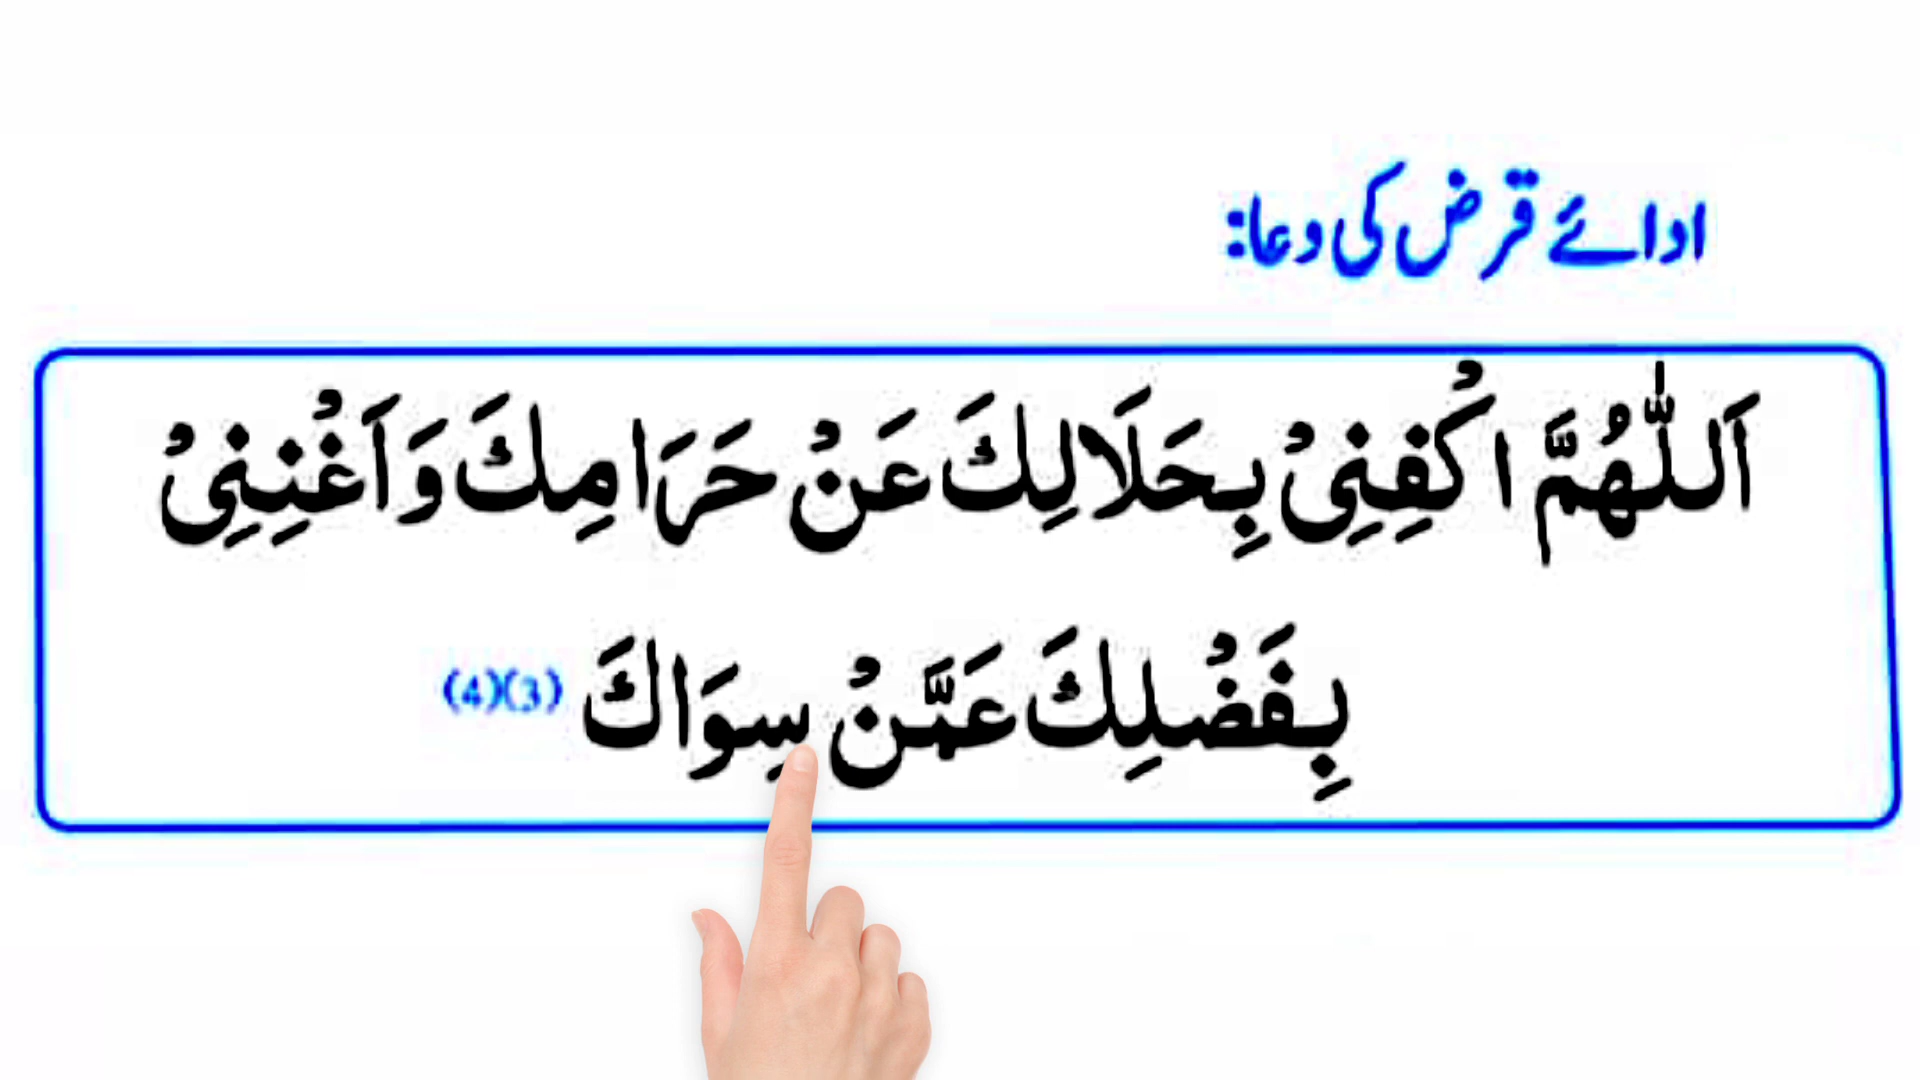 ادائے قرض کی دعا:
اَللّٰهُمَّ اكْفِنِیْ بِحَلَالِكَ عَنْ حَرَامِكَ وَاَغْنِنِیْ
بِفَضْلِكَ عَمَّنْ سِوَاكَ (3)(4)